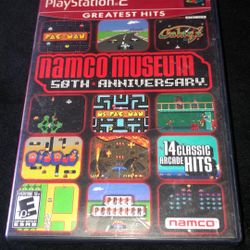 PlayStation 2
GREATEST HITS
PAC-MAN
Galaga
NAMCO MUSEUM
50TH ANNIVERSARY
MS. PAC-MAN
14 CLASSIC
ARCADE
HITS
namco